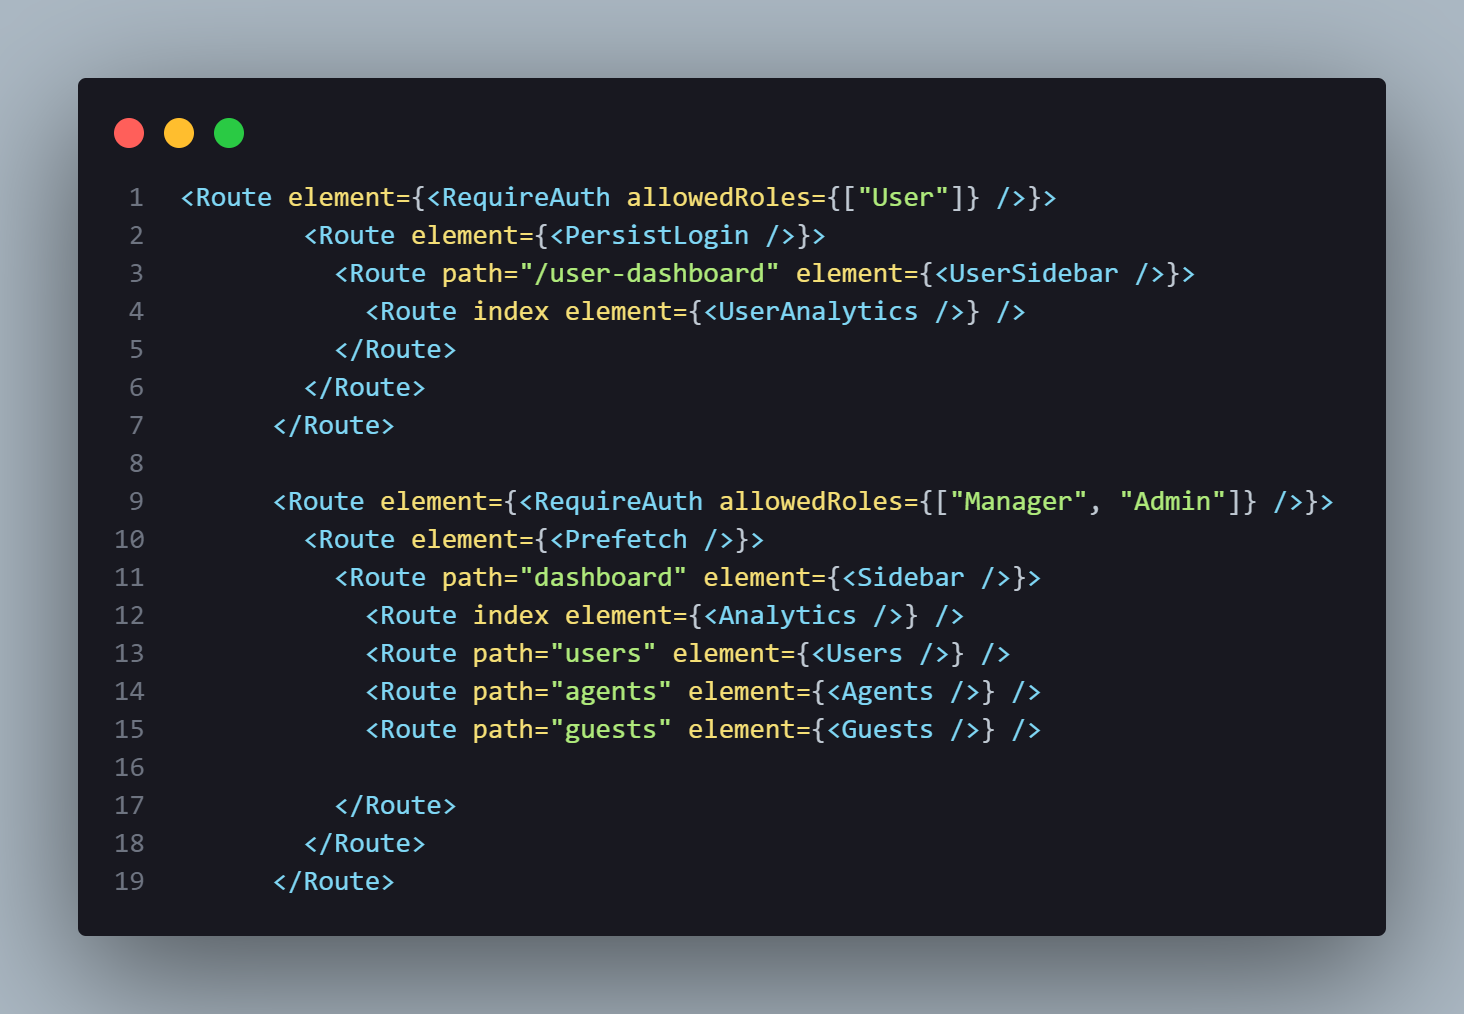 1 <Route element={<RequireAuth allowedRoles={["User"]} />}>
2         <Route element={<PersistLogin />}>
3           <Route path="/user-dashboard" element={<UserSidebar />}>
4             <Route index element={<UserAnalytics />} />
5           </Route>
6         </Route>
7       </Route>
8
9       <Route element={<RequireAuth allowedRoles={["Manager", "Admin"]} />}>
10         <Route element={<Prefetch />}>
11           <Route path="dashboard" element={<Sidebar />}>
12             <Route index element={<Analytics />} />
13             <Route path="users" element={<Users />} />
14             <Route path="agents" element={<Agents />} />
15             <Route path="guests" element={<Guests />} />
16
17           </Route>
18         </Route>
19       </Route>